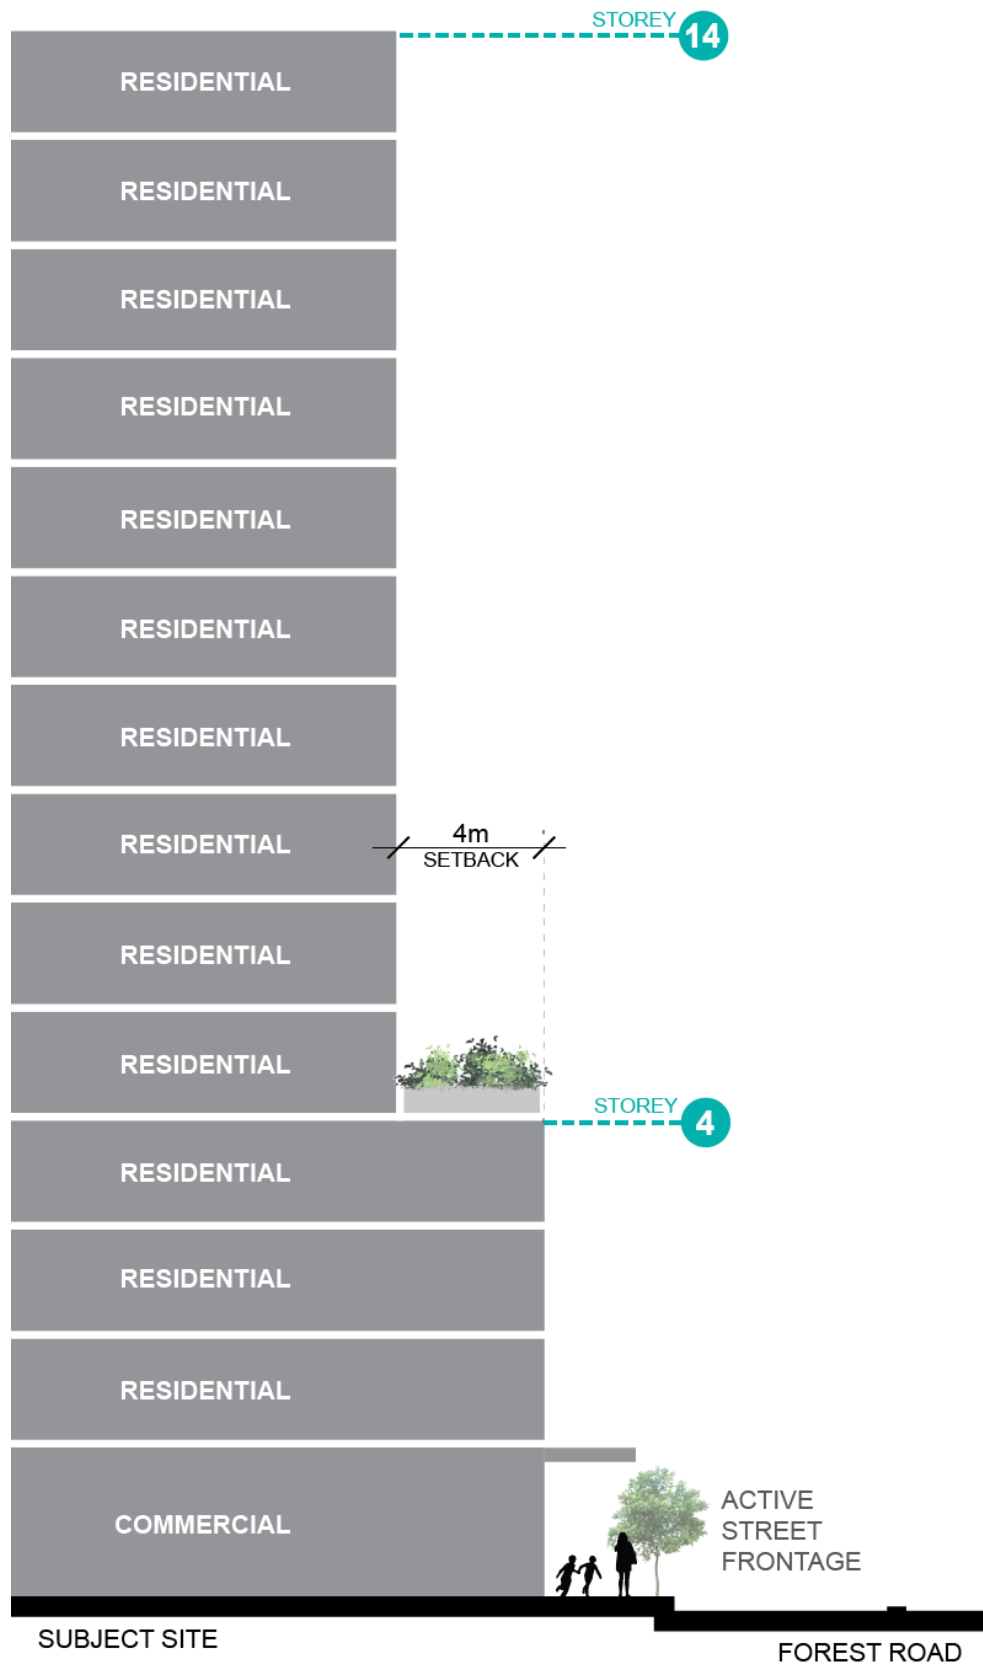 STOREY 14
RESIDENTIAL
RESIDENTIAL
RESIDENTIAL
RESIDENTIAL
RESIDENTIAL
RESIDENTIAL
RESIDENTIAL
4m
SETBACK
RESIDENTIAL
RESIDENTIAL
RESIDENTIAL
STOREY 4
RESIDENTIAL
RESIDENTIAL
RESIDENTIAL
COMMERCIAL
ACTIVE
STREET
FRONTAGE
SUBJECT SITE
FOREST ROAD